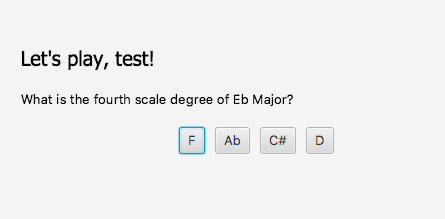 Let's play, test!
What is the fourth scale degree of Eb Major?
F Ab C# D